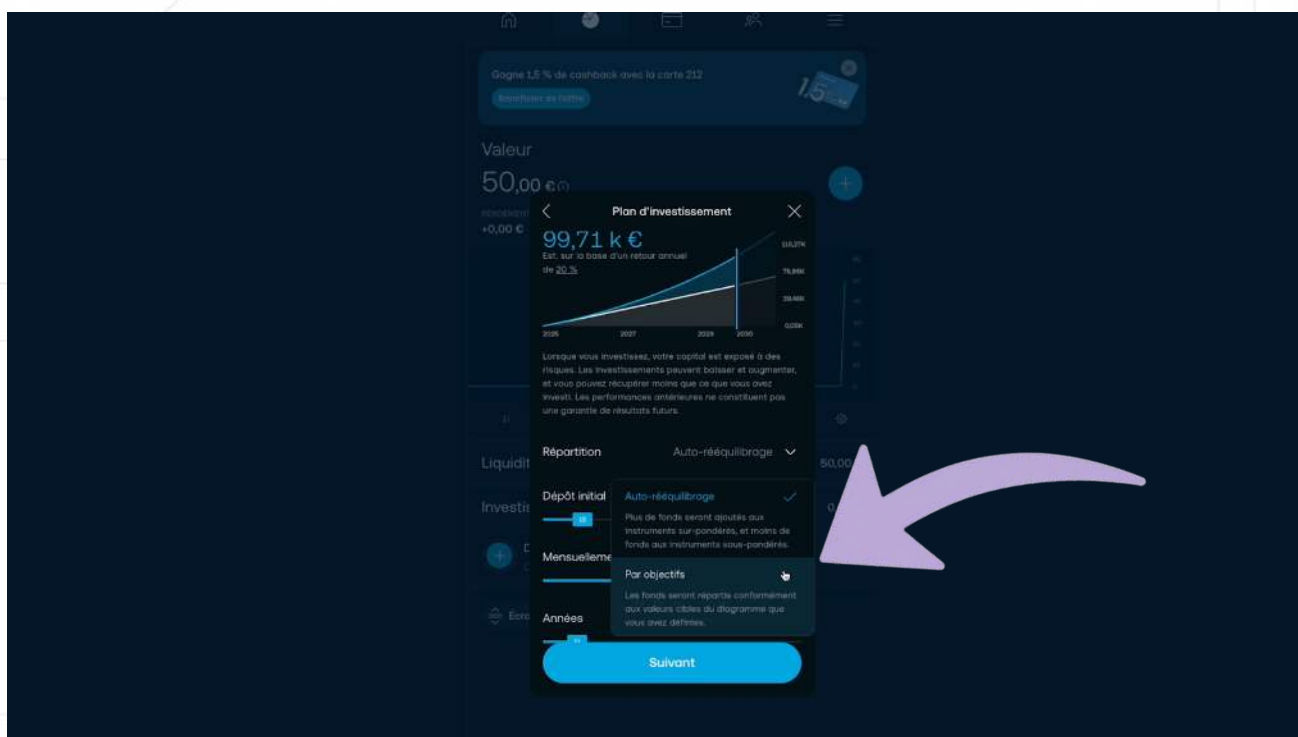 Gagne 1,5 % de cashback avec la carte 212
Valeur
50,00 €
+0,00 €
Plan d'investissement
99,71 k €
Est. sur la base d'un retour annuel
de 20 %
2027
2030
Lorsque vous investissez, votre capital est exposé à des
risques. Les investissements peuvent baisser et augmenter,
et vous pouvez récupérer moins que ce que vous avez
investi. Les performances antérieures ne constituent pas
une garantie de résultats futurs.
Répartition Auto-rééquilibrage
Liquidit 50,00
Dépôt initial
Auto-rééquilibrage
Plus de fonds seront ajoutés aux
instruments sur-pondérés, et moins de
fonds aux instruments sous-pondérés.
Investis
Mensuelleme
Par objectifs
Les fonds seront répartis conformément
aux valeurs cibles du diagramme que
vous avez définies.
Années
Suivant